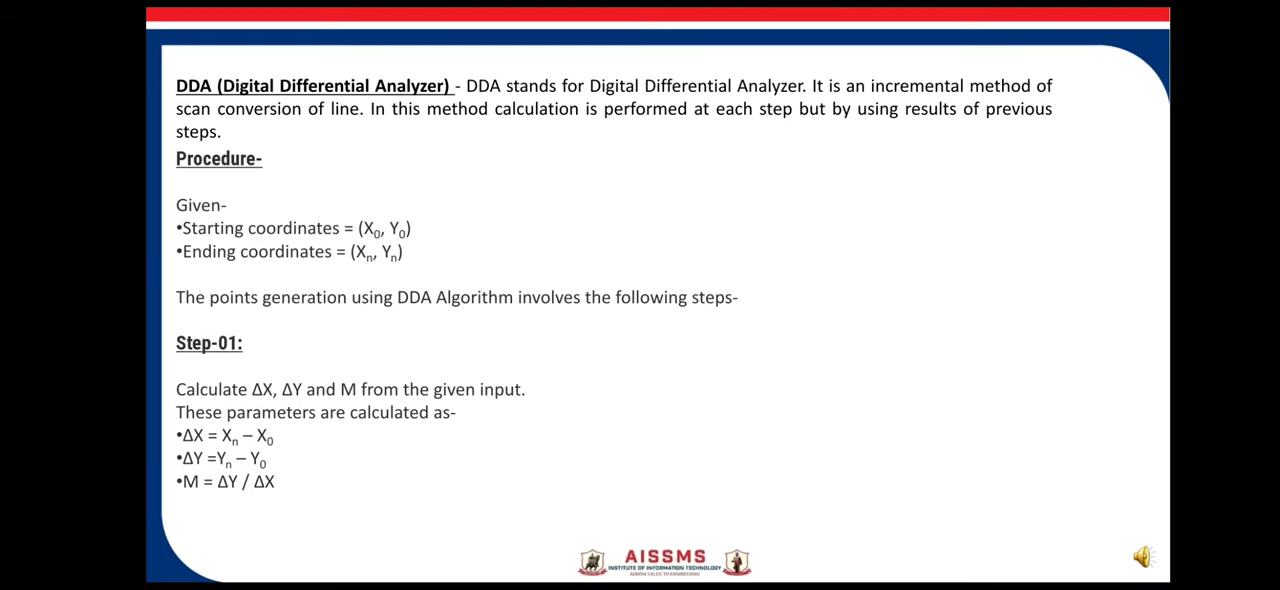 DDA (Digital Differential Analyzer) - DDA stands for Digital Differential Analyzer. It is an incremental method of
scan conversion of line. In this method calculation is performed at each step but by using results of previous
steps.
Procedure-
Given-
•Starting coordinates = (X₀, Y₀)
•Ending coordinates = (Xₙ, Yₙ)
The points generation using DDA Algorithm involves the following steps-
Step-01:
Calculate ΔX, ΔY and M from the given input.
These parameters are calculated as-
•ΔX = Xₙ – X₀
•ΔY =Yₙ – Y₀
•M = ΔY / ΔX
AISSMS
INSTITUTE OF INFORMATION TECHNOLOGY